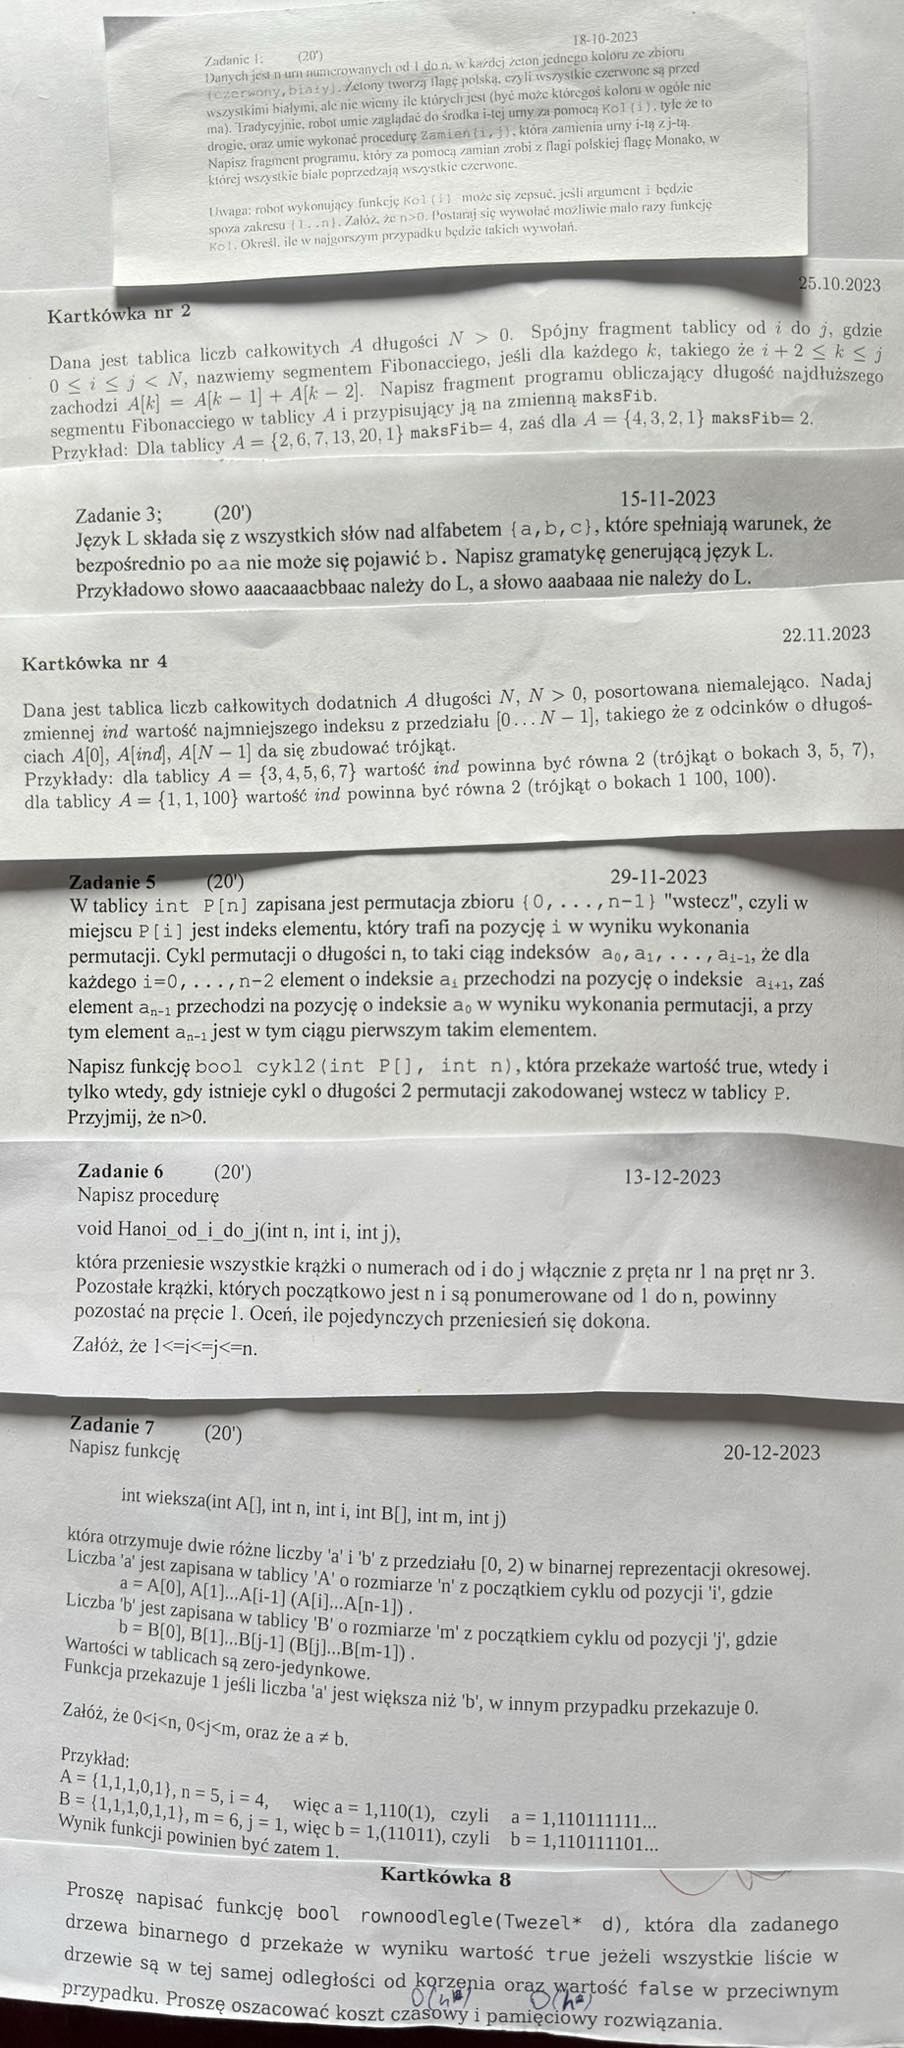 18-10-2023
Zadanie 1: (20')
Danych jest n urn numerowanych od 1 do n, w każdej żeton jednego koloru ze zbioru
{czerwony,biały}. Żetony tworzą flagę polską, czyli wszystkie czerwone są przed
wszystkimi białymi, ale nie wiemy ile których jest (być może któregoś koloru w ogóle nie
ma). Tradycyjnie, robot umie zaglądać do środka i-tej urny za pomocą Kol(i), tyle że to
drogie, oraz umie wykonać procedurę Zamień(i,j), która zamienia urny i-tą z j-tą.
Napisz fragment programu, który za pomocą zamian zrobi z flagi polskiej flagę Monako, w
której wszystkie białe poprzedzają wszystkie czerwone.
Uwaga: robot wykonujący funkcję Kol(i) może się zepsuć, jeśli argument i będzie
spoza zakresu {1..n}. Załóż, że n>0. Postaraj się wywołać możliwie mało razy funkcję
Kol. Określ, ile w najgorszym przypadku będzie takich wywołań.
25.10.2023
Kartkówka nr 2
Dana jest tablica liczb całkowitych A długości N > 0. Spójny fragment tablicy od i do j, gdzie
0 ≤ i ≤ j < N, nazwiemy segmentem Fibonacciego, jeśli dla każdego k, takiego że i + 2 ≤ k ≤ j
zachodzi A[k] = A[k − 1] + A[k − 2]. Napisz fragment programu obliczający długość najdłuższego
segmentu Fibonacciego w tablicy A i przypisujący ją na zmienną maksFib.
Przykład: Dla tablicy A = {2, 6, 7, 13, 20, 1} maksFib= 4, zaś dla A = {4, 3, 2, 1} maksFib= 2.
15-11-2023
Zadanie 3; (20')
Język L składa się z wszystkich słów nad alfabetem {a,b,c}, które spełniają warunek, że
bezpośrednio po aa nie może się pojawić b. Napisz gramatykę generującą język L.
Przykładowo słowo aaacaaacbbaac należy do L, a słowo aaabaaa nie należy do L.
22.11.2023
Kartkówka nr 4
Dana jest tablica liczb całkowitych dodatnich A długości N, N > 0, posortowana niemalejąco. Nadaj
zmiennej ind wartość najmniejszego indeksu z przedziału [0...N − 1], takiego że z odcinków o długoś-
ciach A[0], A[ind], A[N − 1] da się zbudować trójkąt.
Przykłady: dla tablicy A = {3, 4, 5, 6, 7} wartość ind powinna być równa 2 (trójkąt o bokach 3, 5, 7),
dla tablicy A = {1, 1, 100} wartość ind powinna być równa 2 (trójkąt o bokach 1 100, 100).
Zadanie 5 (20') 29-11-2023
W tablicy int P[n] zapisana jest permutacja zbioru {0,...,n-1} "wstecz", czyli w
miejscu P[i] jest indeks elementu, który trafi na pozycję i w wyniku wykonania
permutacji. Cykl permutacji o długości n, to taki ciąg indeksów a₀, a₁, ..., aᵢ₋₁, że dla
każdego i=0,...,n-2 element o indeksie aᵢ przechodzi na pozycję o indeksie aᵢ₊₁, zaś
element aₙ₋₁ przechodzi na pozycję o indeksie a₀ w wyniku wykonania permutacji, a przy
tym element aₙ₋₁ jest w tym ciągu pierwszym takim elementem.
Napisz funkcję bool cykl2(int P[], int n), która przekaże wartość true, wtedy i
tylko wtedy, gdy istnieje cykl o długości 2 permutacji zakodowanej wstecz w tablicy P.
Przyjmij, że n>0.
Zadanie 6 (20') 13-12-2023
Napisz procedurę
void Hanoi_od_i_do_j(int n, int i, int j),
która przeniesie wszystkie krążki o numerach od i do j włącznie z pręta nr 1 na pręt nr 3.
Pozostałe krążki, których początkowo jest n i są ponumerowane od 1 do n, powinny
pozostać na pręcie 1. Oceń, ile pojedynczych przeniesień się dokona.
Załóż, że 1<=i<=j<=n.
Zadanie 7 (20') 20-12-2023
Napisz funkcję
int wieksza(int A[], int n, int i, int B[], int m, int j)
która otrzymuje dwie różne liczby 'a' i 'b' z przedziału [0, 2) w binarnej reprezentacji okresowej.
Liczba 'a' jest zapisana w tablicy 'A' o rozmiarze 'n' z początkiem cyklu od pozycji 'i', gdzie
a = A[0], A[1]...A[i-1] (A[i]...A[n-1]) .
Liczba 'b' jest zapisana w tablicy 'B' o rozmiarze 'm' z początkiem cyklu od pozycji 'j', gdzie
b = B[0], B[1]...B[j-1] (B[j]...B[m-1]) .
Wartości w tablicach są zero-jedynkowe.
Funkcja przekazuje 1 jeśli liczba 'a' jest większa niż 'b', w innym przypadku przekazuje 0.
Załóż, że 0<i<n, 0<j<m, oraz że a ≠ b.
Przykład:
A = {1,1,1,0,1}, n = 5, i = 4, więc a = 1,110(1), czyli a = 1,110111111...
B = {1,1,1,0,1,1}, m = 6, j = 1, więc b = 1,(11011), czyli b = 1,110111101...
Wynik funkcji powinien być zatem 1.
Kartkówka 8
Proszę napisać funkcję bool rownoodlegle(Twezel* d), która dla zadanego
drzewa binarnego d przekaże w wyniku wartość true jeżeli wszystkie liście w
drzewie są w tej samej odległości od korzenia oraz wartość false w przeciwnym
przypadku. Proszę oszacować koszt czasowy i pamięciowy rozwiązania.